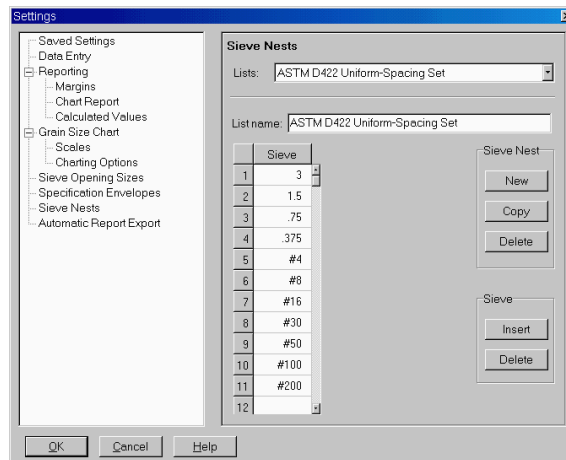 Settings
Saved Settings
Data Entry
Reporting
Margins
Chart Report
Calculated Values
Grain Size Chart
Scales
Charting Options
Sieve Opening Sizes
Specification Envelopes
Sieve Nests
Automatic Report Export
Sieve Nests
Lists: ASTM D422 Uniform-Spacing Set
List name: ASTM D422 Uniform-Spacing Set
Sieve
1 3
2 1.5
3 .75
4 .375
5 #4
6 #8
7 #16
8 #30
9 #50
10 #100
11 #200
12
Sieve Nest
New
Copy
Delete
Sieve
Insert
Delete
OK Cancel Help